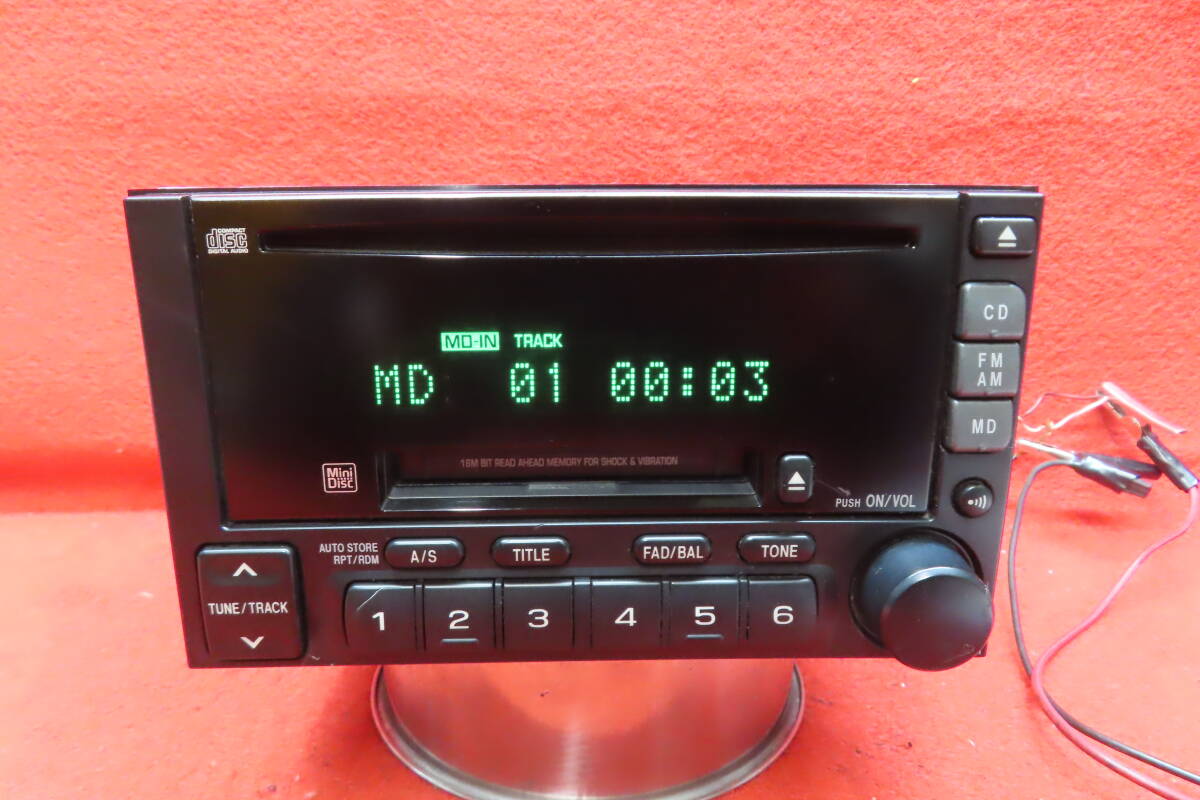 COMPACT
disc
DIGITAL AUDIO
CD
FM
AM
MD
MD-IN TRACK
MD 01 00:03
16M BIT READ AHEAD MEMORY FOR SHOCK & VIBRATION
Mini
Disc
PUSH ON/VOL
AUTO STORE
RPT/RDM
A/S
TITLE
FAD/BAL
TONE
TUNE/TRACK
1 2 3 4 5 6